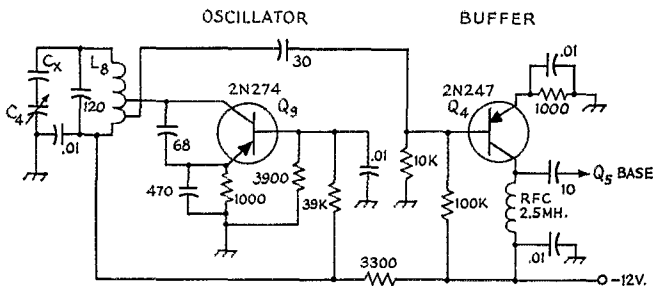 OSCILLATOR
BUFFER
Cx
L8
30
.01
2N274
2N247
C4
120
Q9
Q4
1000
.01
68
.01
10K
10
Q5 BASE
470
1000
3900
39K
100K
RFC
2.5MH.
3300
.01
-12V.